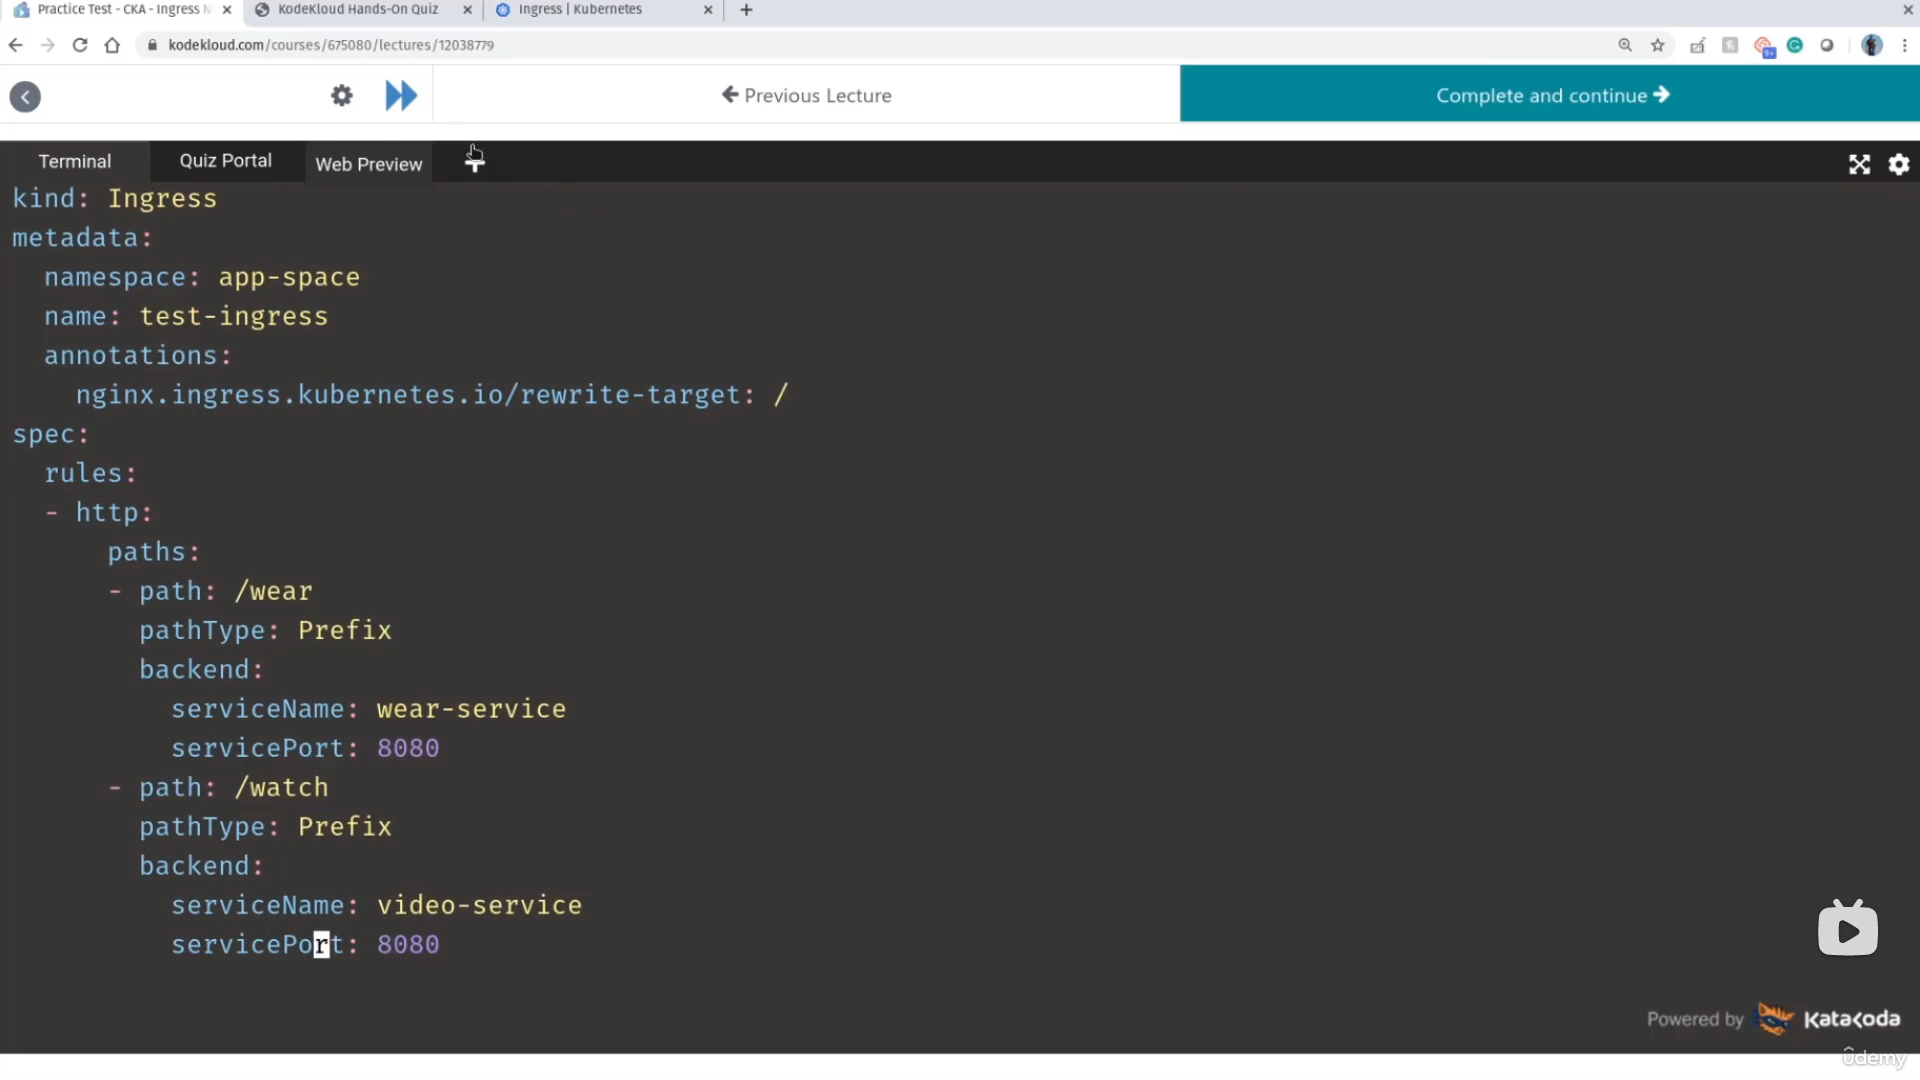 Practice Test - CKA - Ingress N
KodeKloud Hands-On Quiz
Ingress | Kubernetes
kodekloud.com/courses/675080/lectures/12038779
9+
Previous Lecture
Complete and continue
Terminal
Quiz Portal
Web Preview
kind: Ingress
metadata:
  namespace: app-space
  name: test-ingress
  annotations:
    nginx.ingress.kubernetes.io/rewrite-target: /
spec:
  rules:
  - http:
      paths:
      - path: /wear
        pathType: Prefix
        backend:
          serviceName: wear-service
          servicePort: 8080
      - path: /watch
        pathType: Prefix
        backend:
          serviceName: video-service
          servicePort: 8080
Powered by Katakoda
ûdemy